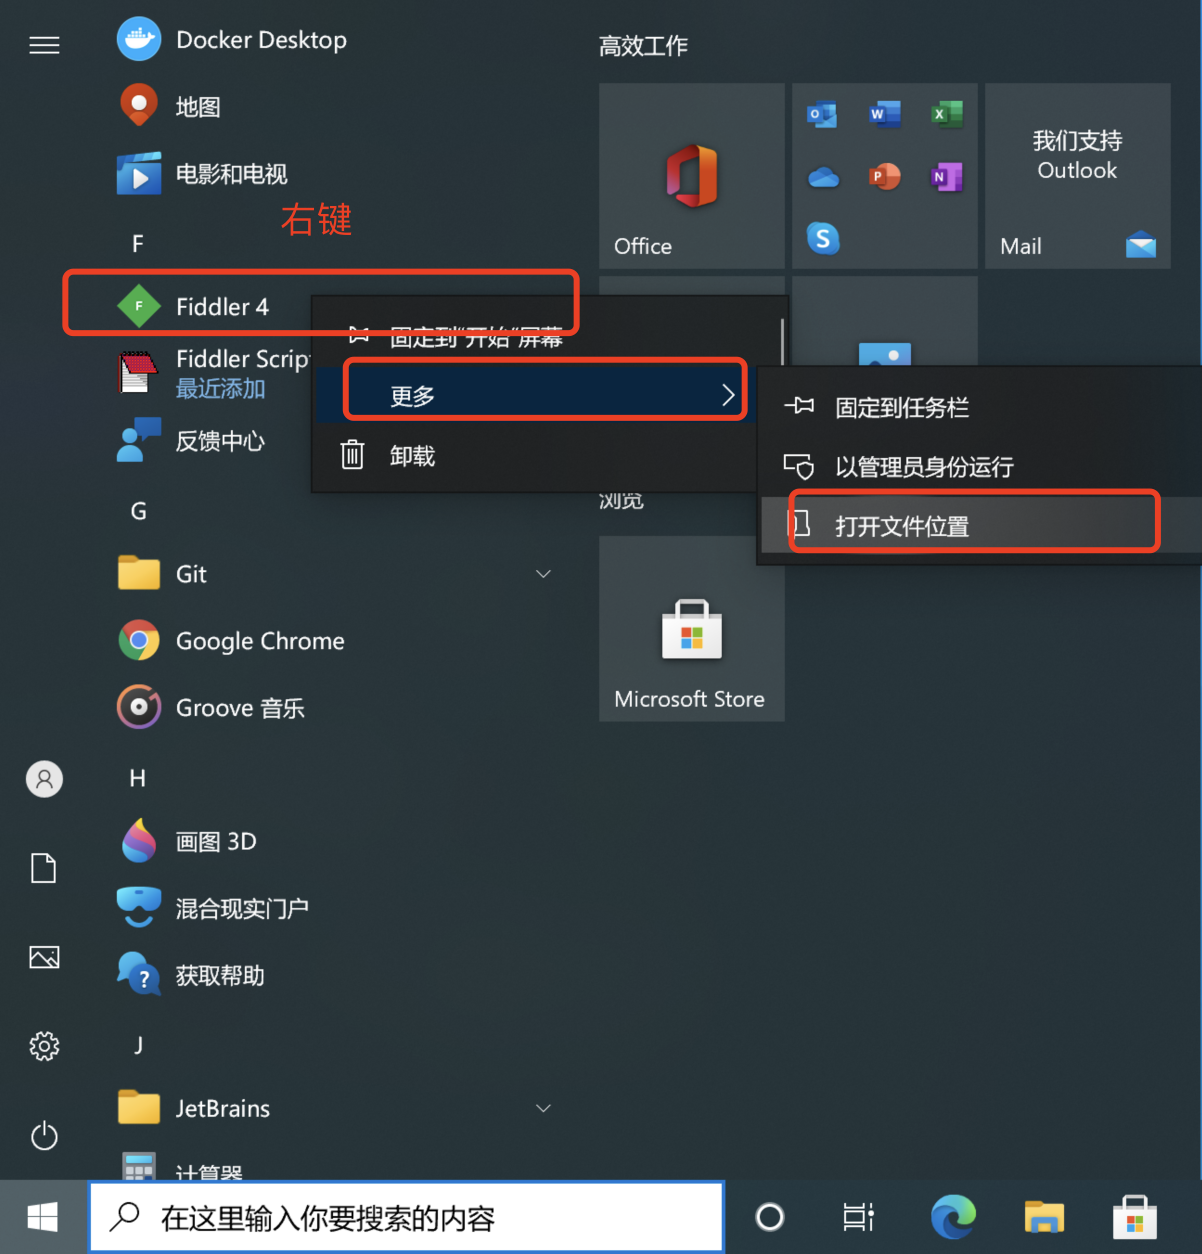 Docker Desktop
地图
电影和电视
右键
F
Fiddler 4
Fiddler Script
最近添加
反馈中心
G
Git
Google Chrome
Groove 音乐
H
画图 3D
混合现实门户
获取帮助
J
JetBrains
计算器
高效工作
Office
我们支持
Outlook
Mail
固定到"开始"屏幕
更多
卸载
固定到任务栏
以管理员身份运行
打开文件位置
浏览
Microsoft Store
在这里输入你要搜索的内容